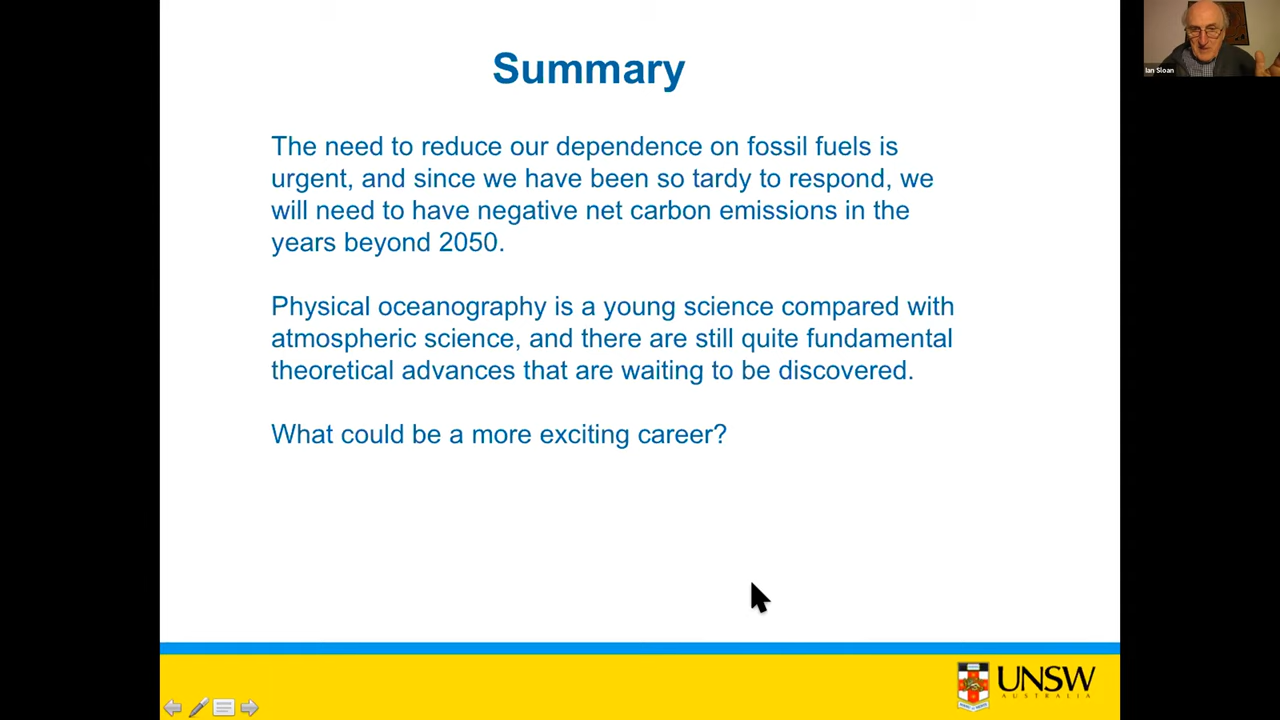 Summary
The need to reduce our dependence on fossil fuels is
urgent, and since we have been so tardy to respond, we
will need to have negative net carbon emissions in the
years beyond 2050.
Physical oceanography is a young science compared with
atmospheric science, and there are still quite fundamental
theoretical advances that are waiting to be discovered.
What could be a more exciting career?
Ian Sloan
UNSW
AUSTRALIA